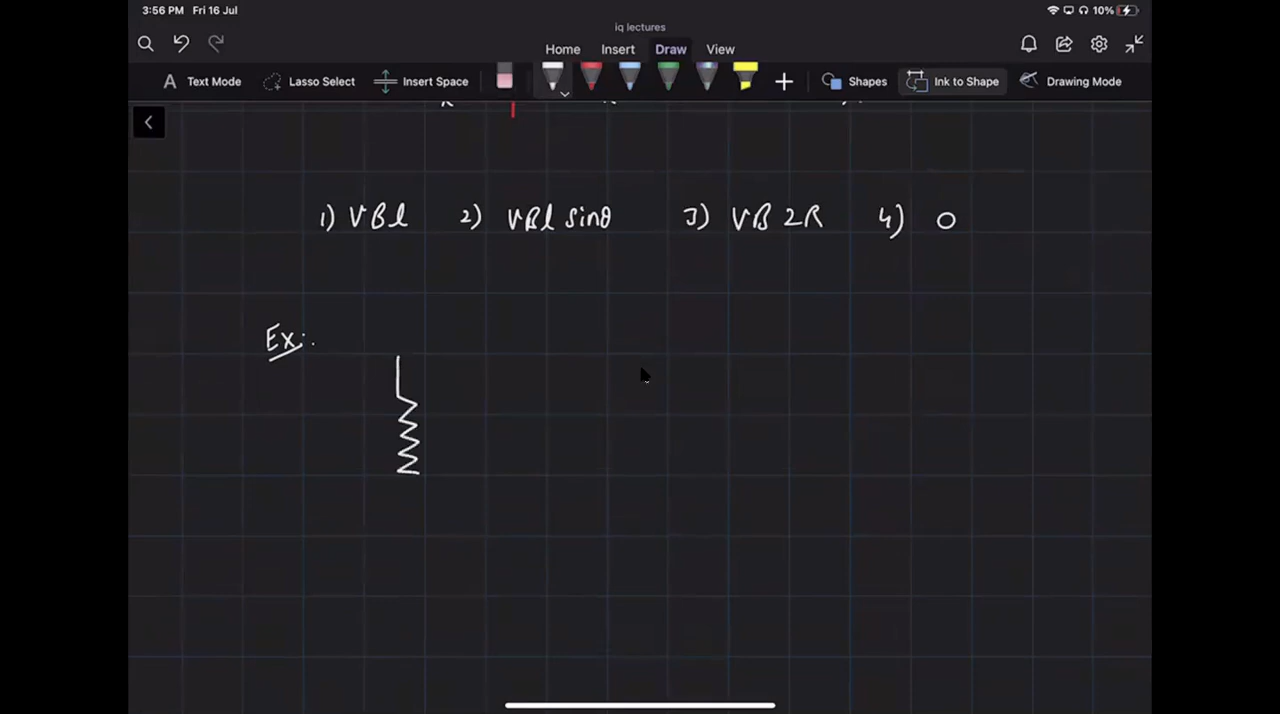 3:56 PM Fri 16 Jul
10%
iq lectures
Home Insert Draw View
Text Mode Lasso Select Insert Space Shapes Ink to Shape Drawing Mode
1) VBl 2) VBl sinθ 3) VB 2R 4) 0
Ex:.